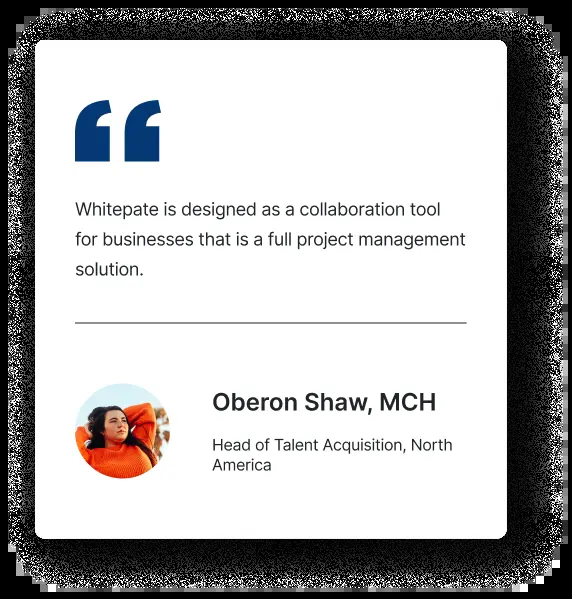 Whitepate is designed as a collaboration tool
for businesses that is a full project management
solution.
Oberon Shaw, MCH
Head of Talent Acquisition, North
America